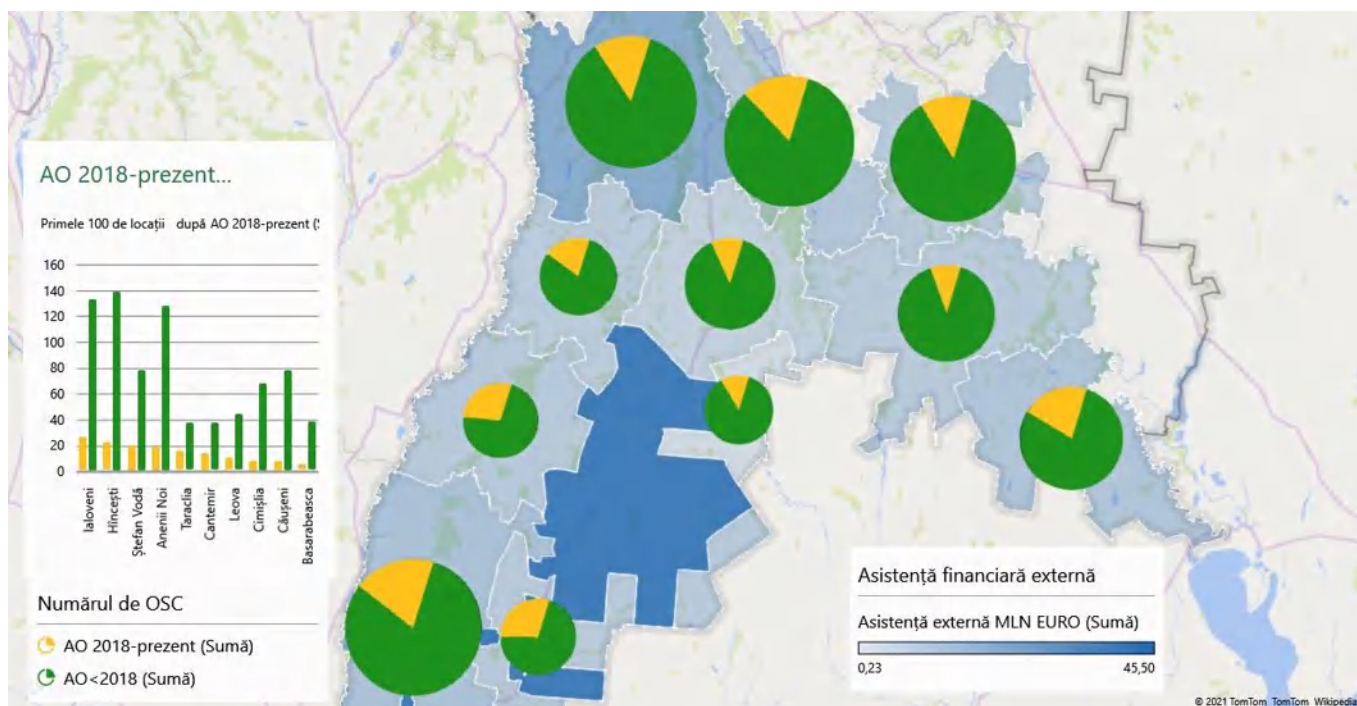 AO 2018-prezent...
Primele 100 de locații după AO 2018-prezent (
160
140
120
100
80
60
40
20
0
Ialoveni
Hîncești
Ștefan Vodă
Anenii Noi
Taraclia
Cantemir
Leova
Cimișlia
Căușeni
Basarabeasca
Numărul de OSC
AO 2018-prezent (Sumă)
AO<2018 (Sumă)
Asistență financiară externă
Asistență externă MLN EURO (Sumă)
0,23 45,50
© 2021 TomTom, TomTom, Wikipedia